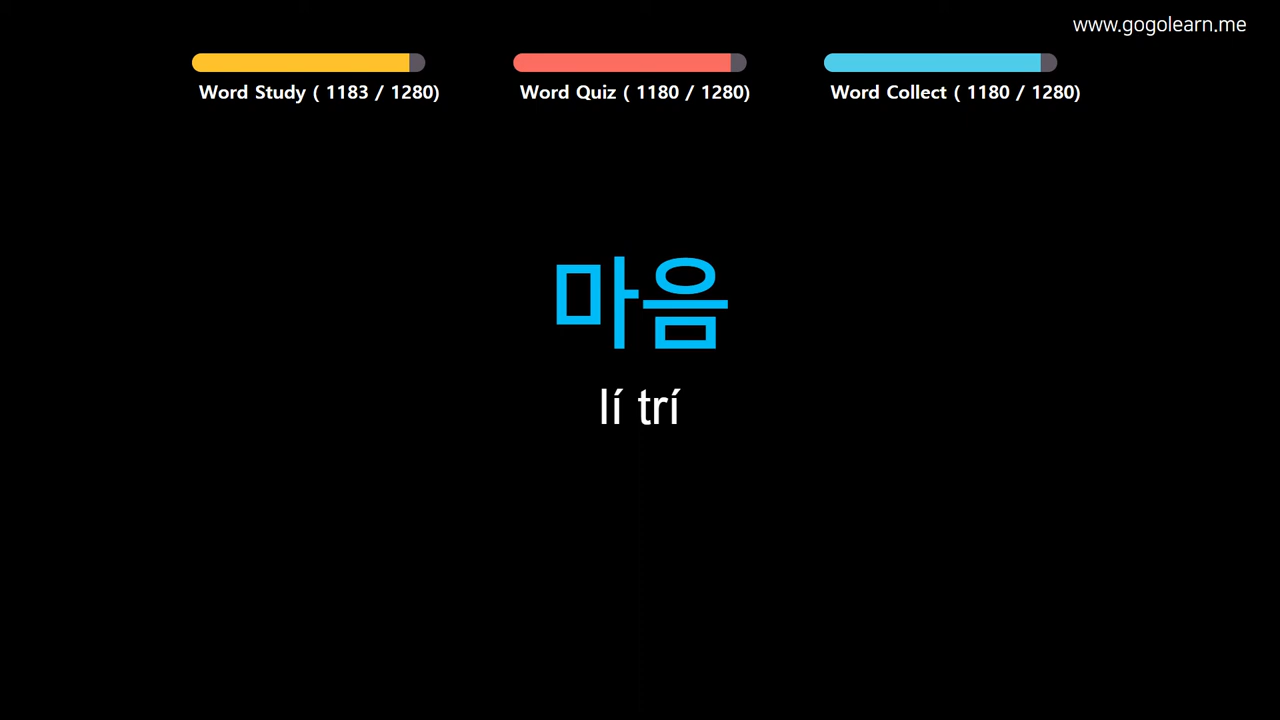 www.gogolearn.me
Word Study ( 1183 / 1280)
Word Quiz ( 1180 / 1280)
Word Collect ( 1180 / 1280)
마음
lí trí